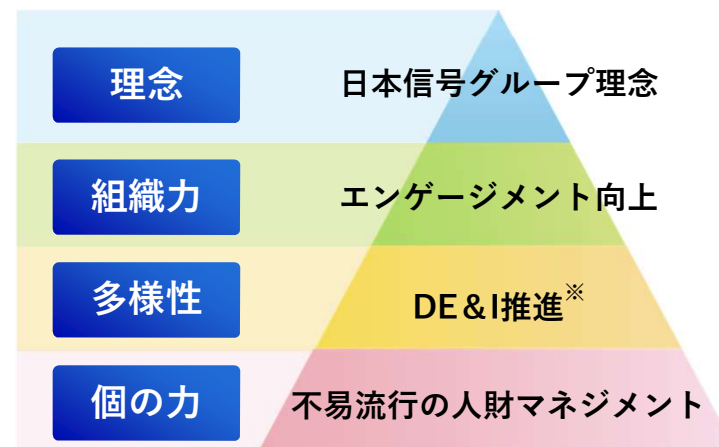 理念
日本信号グループ理念
組織力
エンゲージメント向上
多様性
DE&I推進※
個の力
不易流行の人財マネジメント